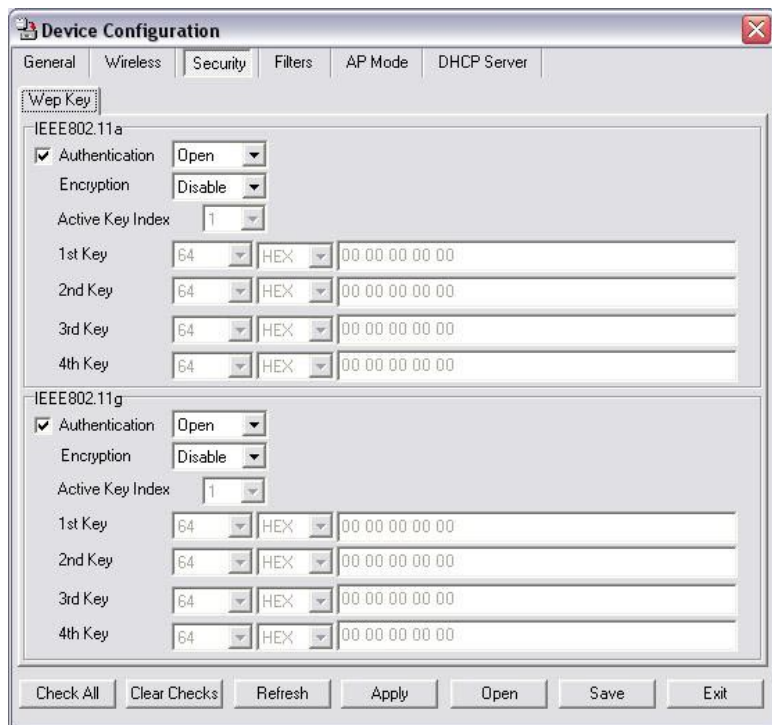 Device Configuration
General Wireless Security Filters AP Mode DHCP Server
Wep Key
IEEE802.11a
Authentication Open
Encryption Disable
Active Key Index 1
1st Key 64 HEX 00 00 00 00 00
2nd Key 64 HEX 00 00 00 00 00
3rd Key 64 HEX 00 00 00 00 00
4th Key 64 HEX 00 00 00 00 00
IEEE802.11g
Authentication Open
Encryption Disable
Active Key Index 1
1st Key 64 HEX 00 00 00 00 00
2nd Key 64 HEX 00 00 00 00 00
3rd Key 64 HEX 00 00 00 00 00
4th Key 64 HEX 00 00 00 00 00
Check All Clear Checks Refresh Apply Open Save Exit